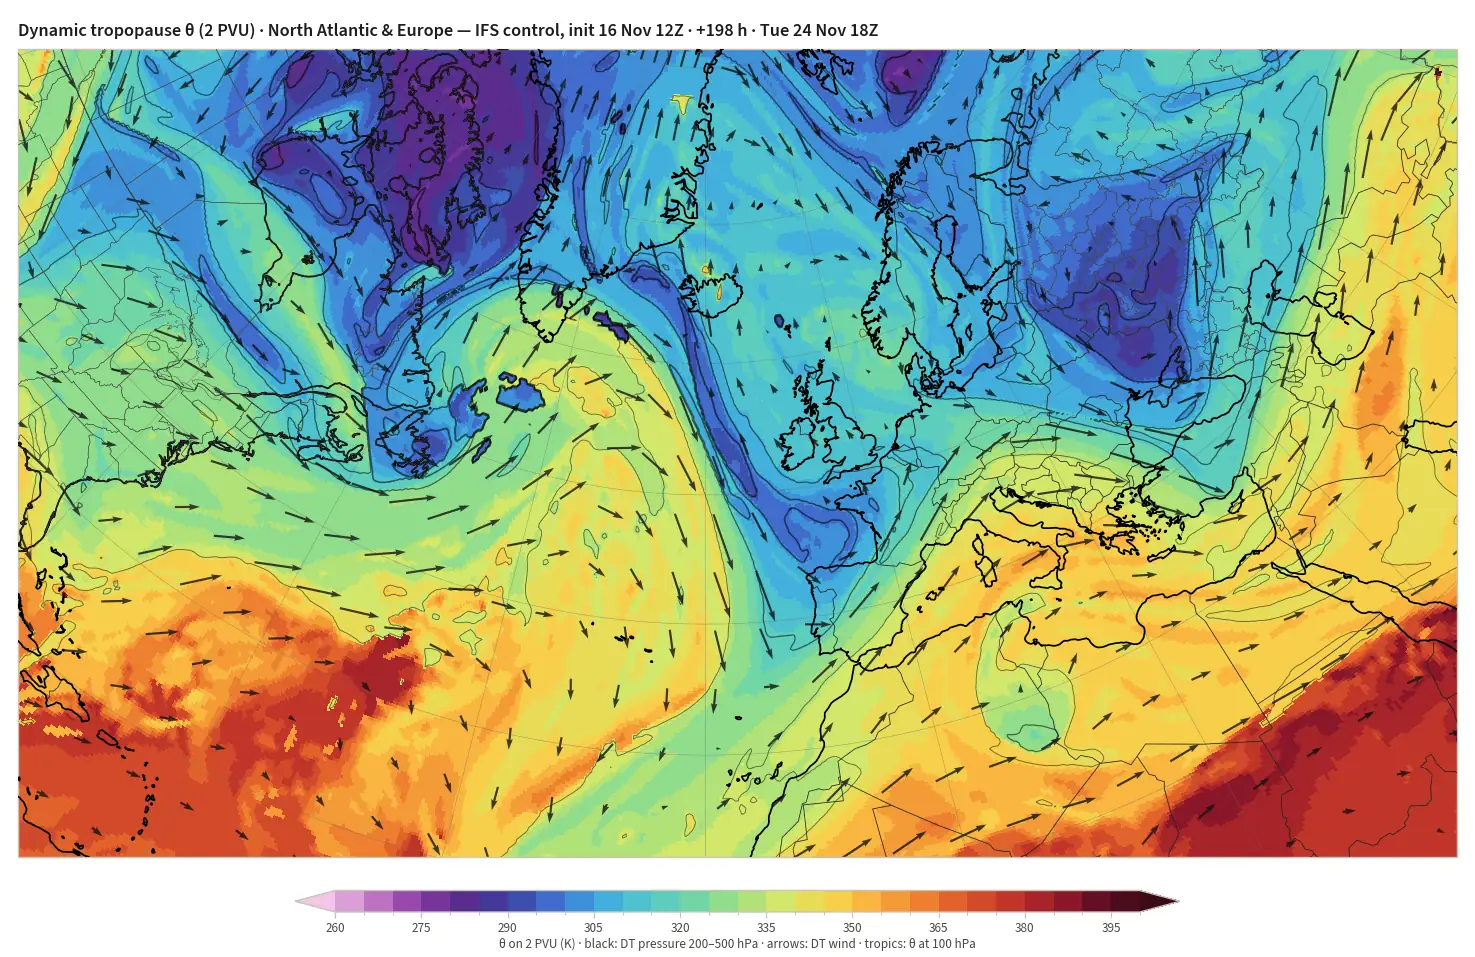 Dynamic tropopause θ (2 PVU) · North Atlantic & Europe — IFS control, init 16 Nov 12Z · +198 h · Tue 24 Nov 18Z
260 275 290 305 320 335 350 365 380 395
θ on 2 PVU (K) · black: DT pressure 200–500 hPa · arrows: DT wind · tropics: θ at 100 hPa